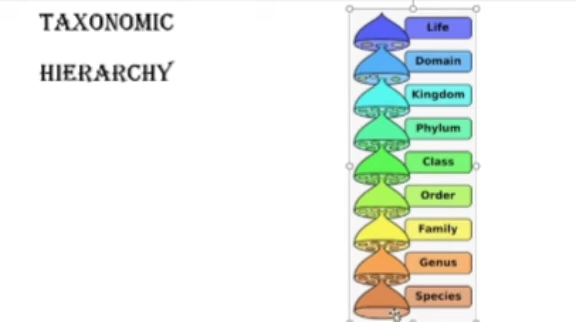 TAXONOMIC
HIERARCHY
Life
Domain
Kingdom
Phylum
Class
Order
Family
Genus
Species